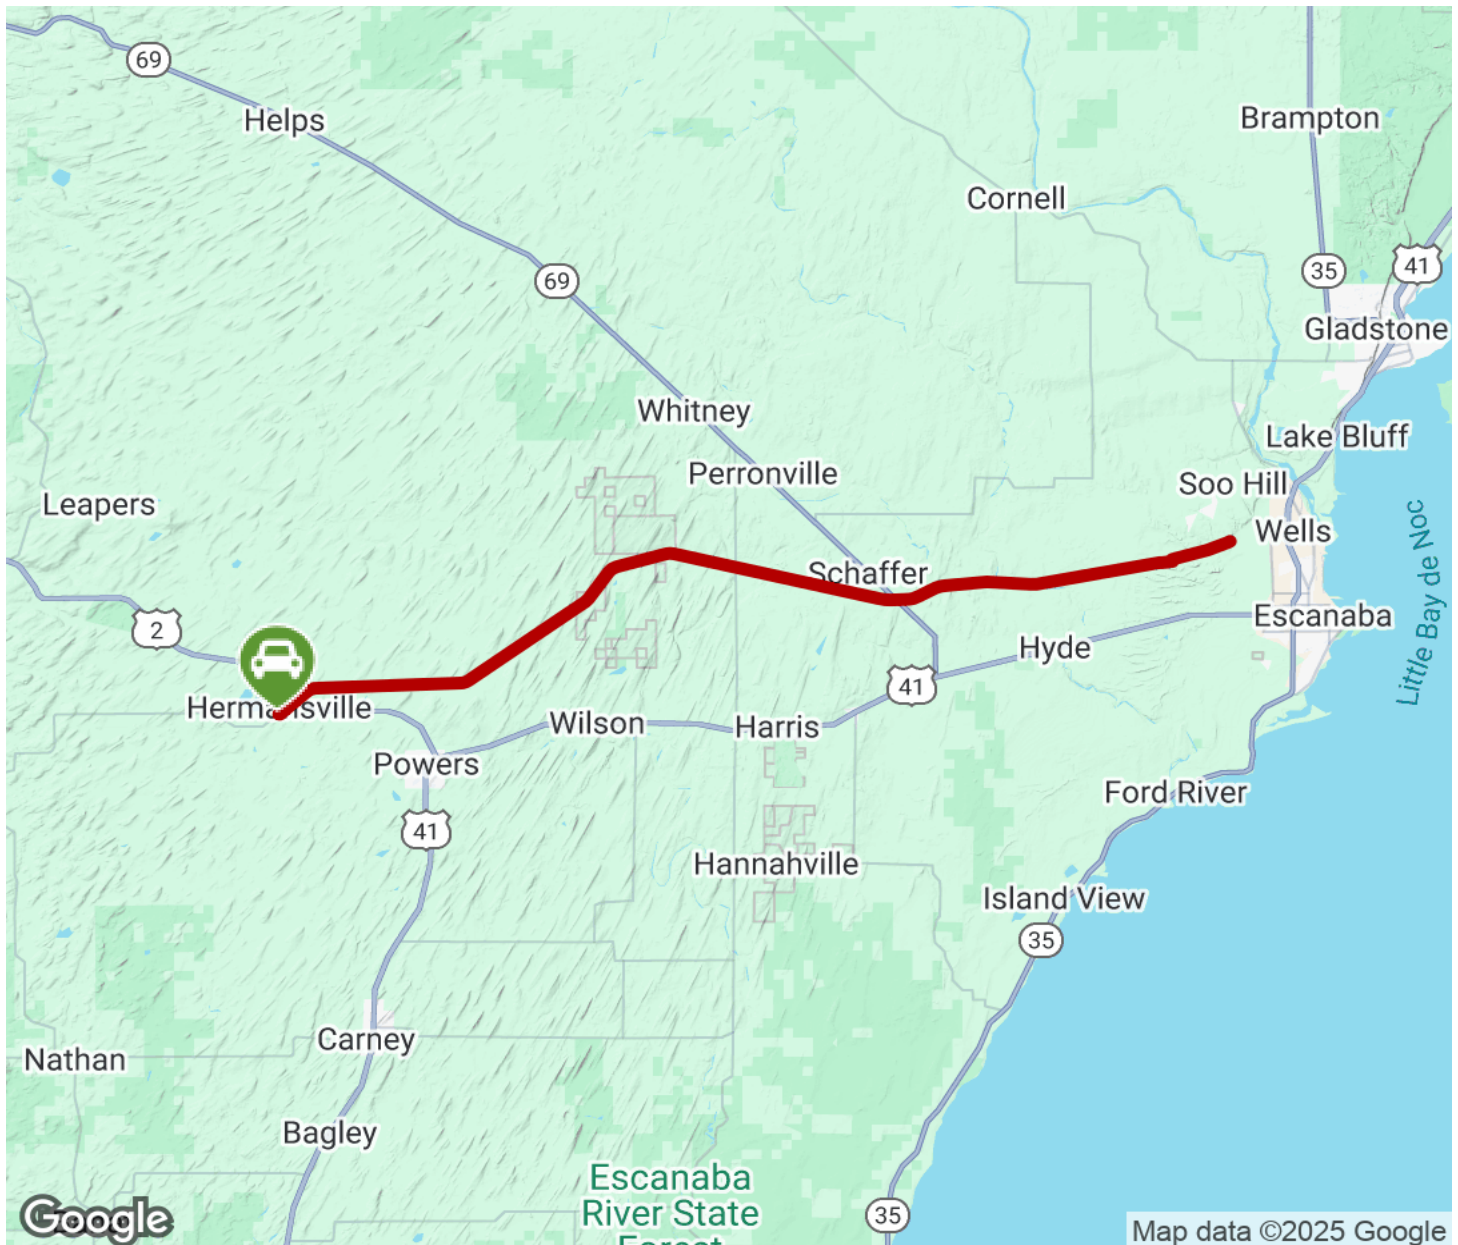 69
Helps
Brampton
Cornell
69
35
41
Gladstone
Whitney
Lake Bluff
Perronville
Soo Hill
Leapers
Wells
Schaffer
Little Bay de Noc
2
Escanaba
Hyde
41
Hermansville
Wilson
Harris
Powers
Ford River
41
Hannahville
Island View
35
Carney
Nathan
Bagley
Escanaba
River State
Forest
35
Google
Map data ©2025 Google